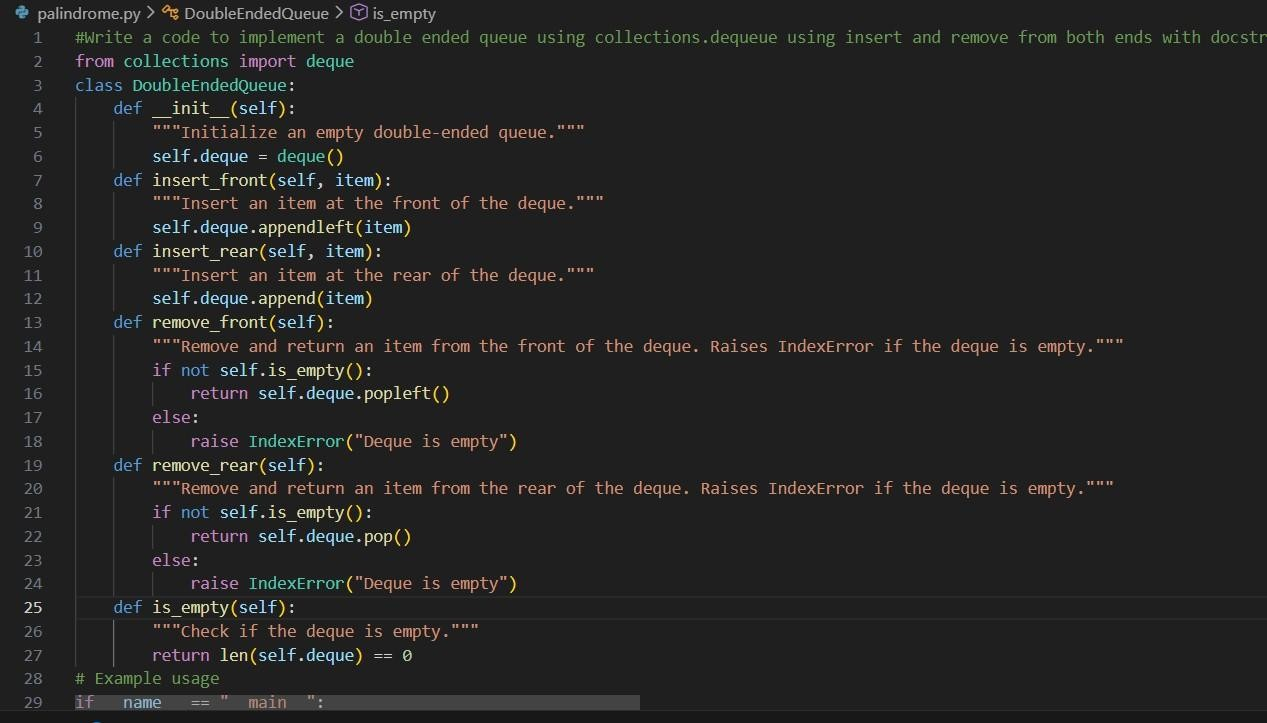 palindrome.py > DoubleEndedQueue > is_empty
1 #Write a code to implement a double ended queue using collections.dequeue using insert and remove from both ends with docstr
2 from collections import deque
3 class DoubleEndedQueue:
4     def __init__(self):
5         """Initialize an empty double-ended queue."""
6         self.deque = deque()
7     def insert_front(self, item):
8         """Insert an item at the front of the deque."""
9         self.deque.appendleft(item)
10     def insert_rear(self, item):
11         """Insert an item at the rear of the deque."""
12         self.deque.append(item)
13     def remove_front(self):
14         """Remove and return an item from the front of the deque. Raises IndexError if the deque is empty."""
15         if not self.is_empty():
16             return self.deque.popleft()
17         else:
18             raise IndexError("Deque is empty")
19     def remove_rear(self):
20         """Remove and return an item from the rear of the deque. Raises IndexError if the deque is empty."""
21         if not self.is_empty():
22             return self.deque.pop()
23         else:
24             raise IndexError("Deque is empty")
25     def is_empty(self):
26         """Check if the deque is empty."""
27         return len(self.deque) == 0
28 # Example usage
29 if __name__ == "__main__":